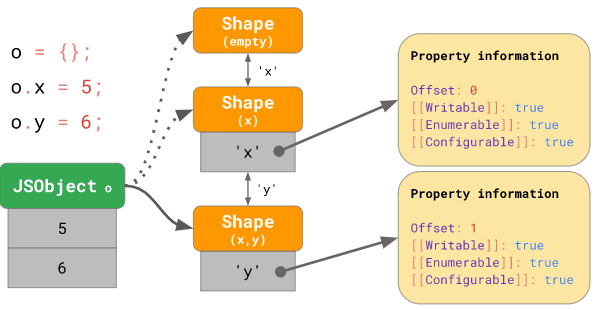 o = {};
o.x = 5;
o.y = 6;
JSObject o
5
6
Shape
(empty)
'x'
Shape
(x)
'x'
'y'
Shape
(x,y)
'y'
Property information
Offset: 0
[[Writable]]: true
[[Enumerable]]: true
[[Configurable]]: true
Property information
Offset: 1
[[Writable]]: true
[[Enumerable]]: true
[[Configurable]]: true